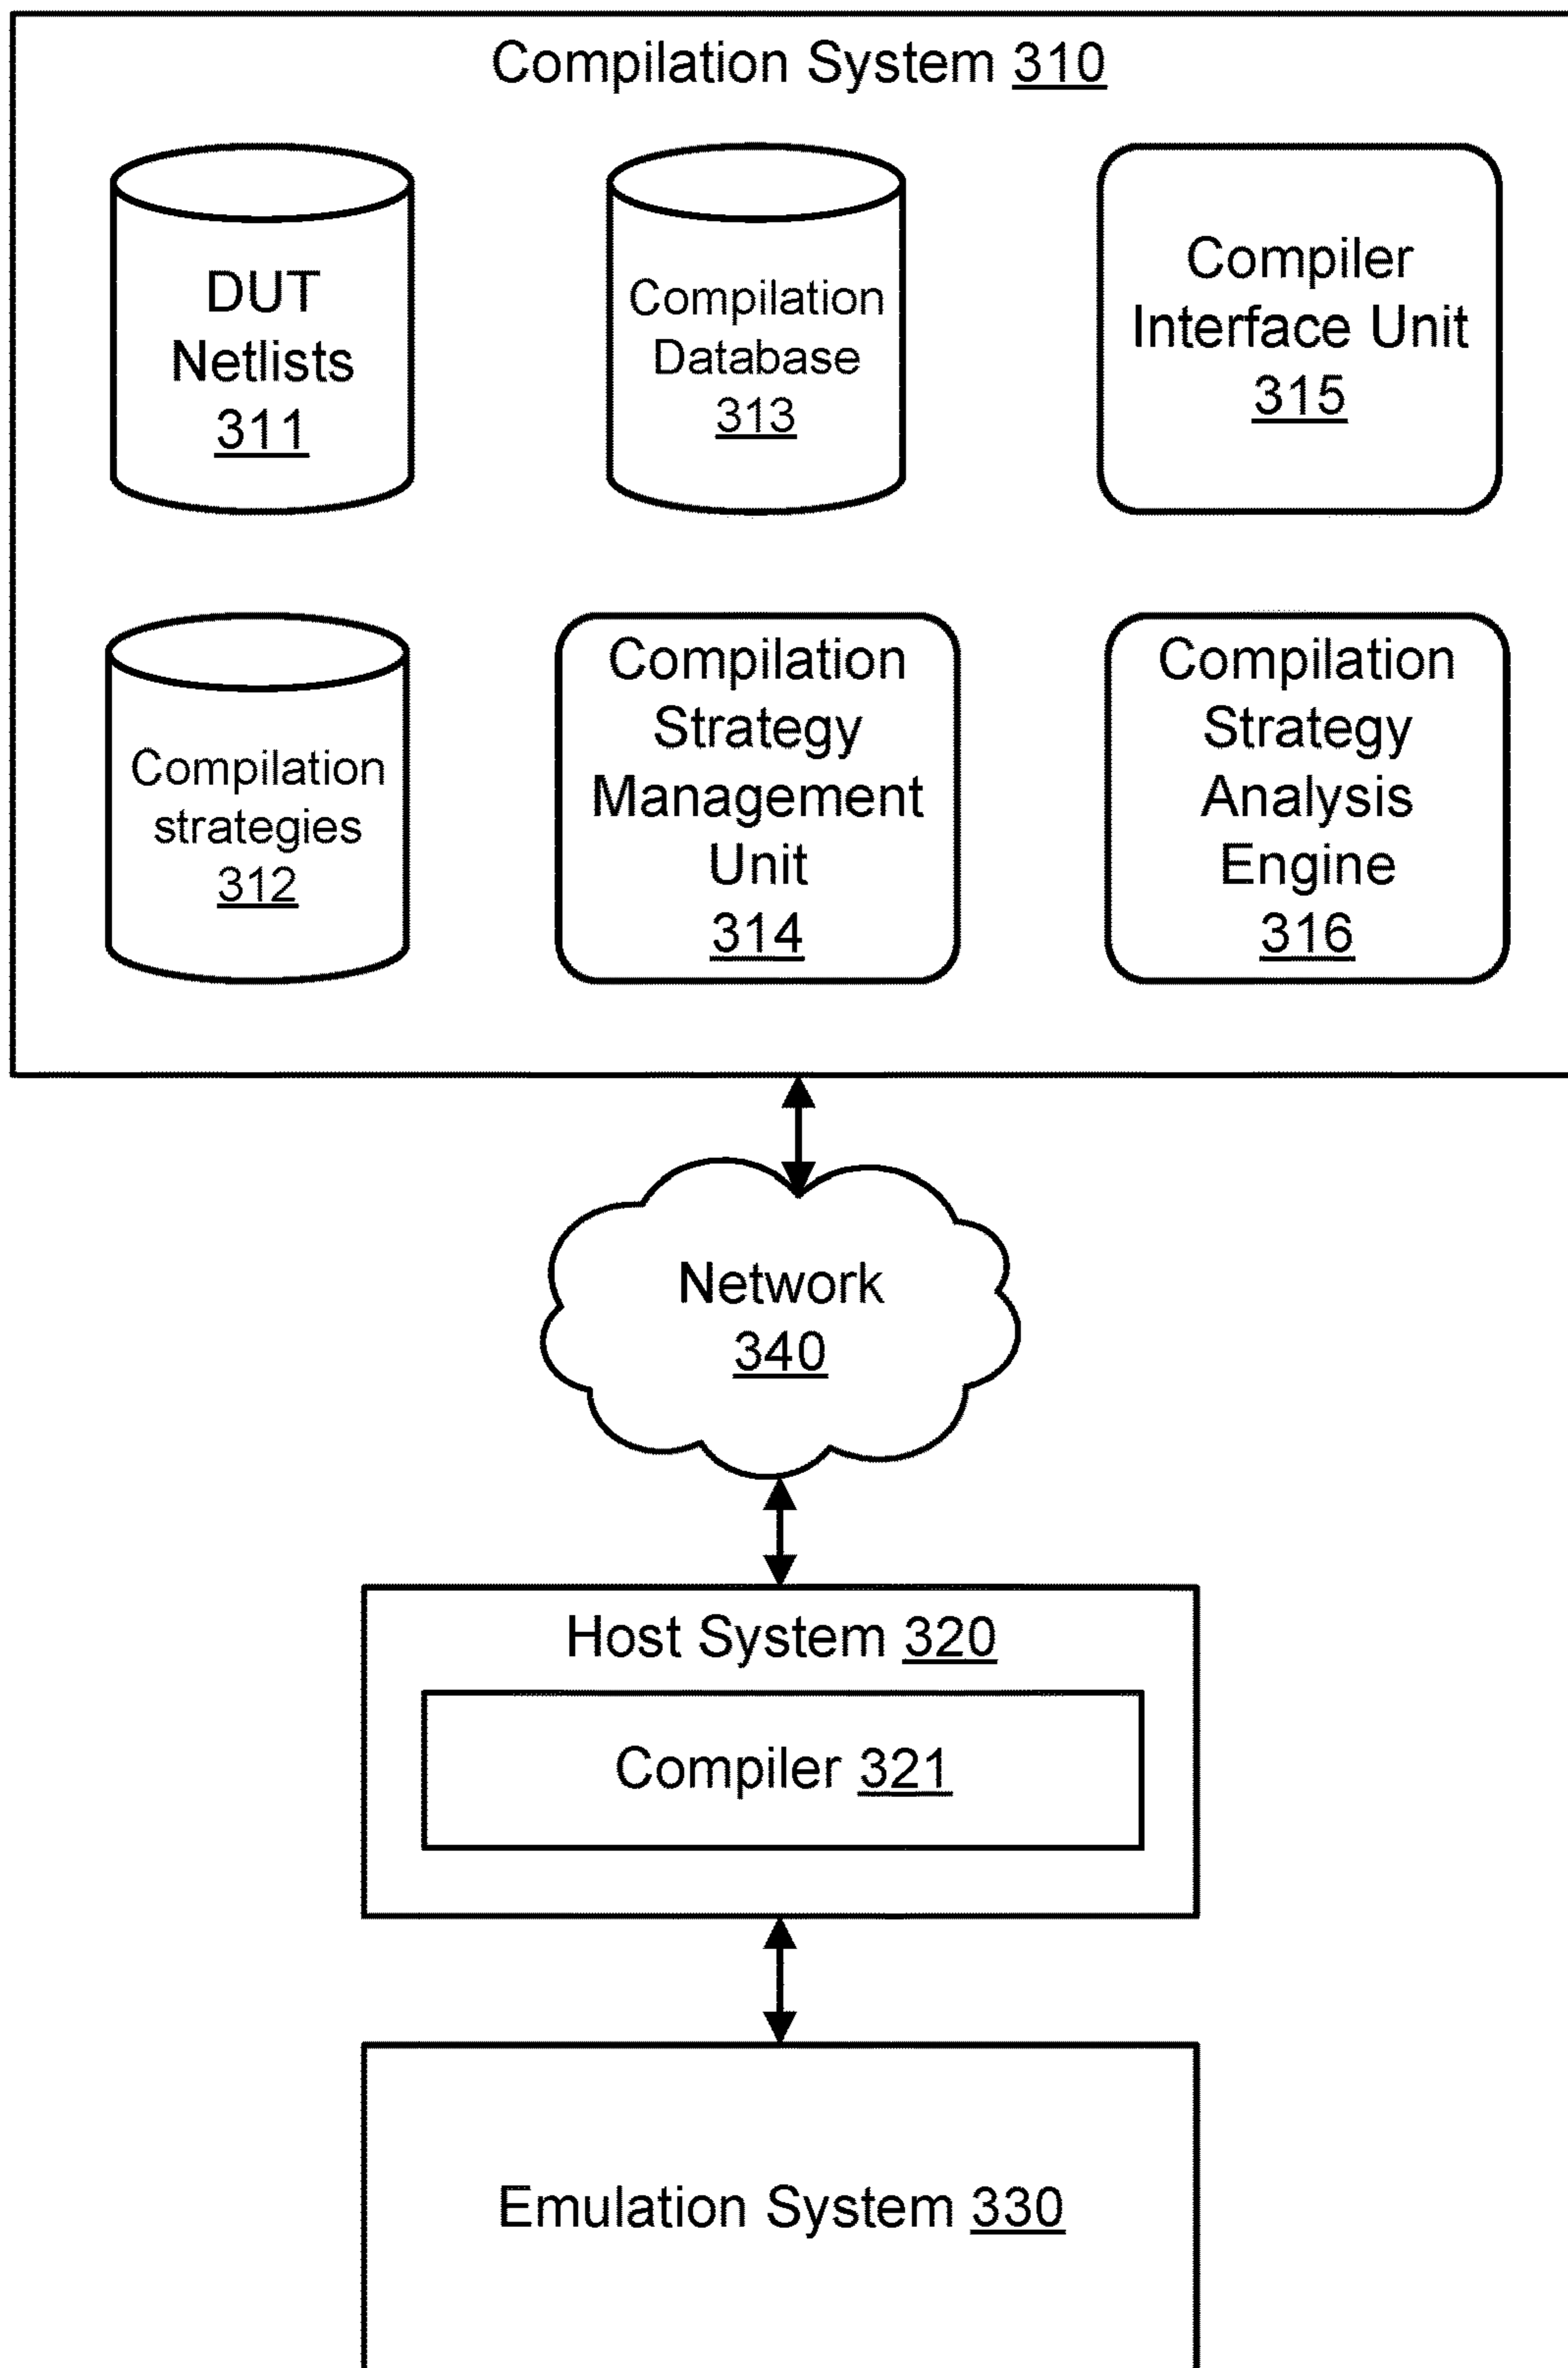 Compilation System 310
DUT
Netlists
311
Compilation
Database
313
Compiler
Interface Unit
315
Compilation
strategies
312
Compilation
Strategy
Management
Unit
314
Compilation
Strategy
Analysis
Engine
316
Network
340
Host System 320
Compiler 321
Emulation System 330